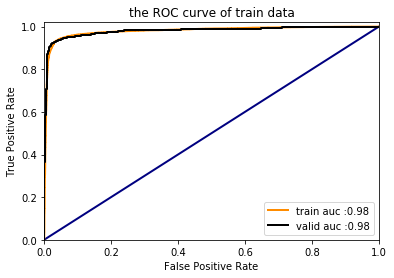 the ROC curve of train data
True Positive Rate
1.0
0.8
0.6
0.4
0.2
0.0
train auc :0.98
valid auc :0.98
0.0 0.2 0.4 0.6 0.8 1.0
False Positive Rate